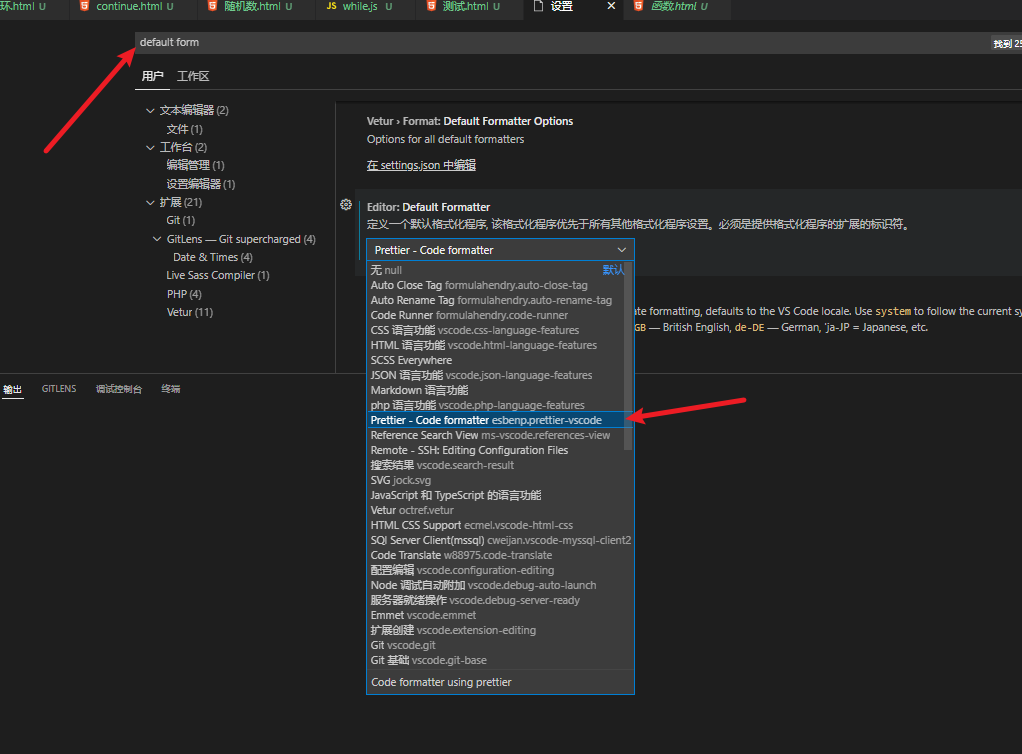 环.html U continue.html U 随机数.html U JS while.js U 测试.html U 设置 函数.html U
default form
找到 25
用户 工作区
文本编辑器 (2)
文件 (1)
工作台 (2)
编辑管理 (1)
设置编辑器 (1)
扩展 (21)
Git (1)
GitLens — Git supercharged (4)
Date & Times (4)
Live Sass Compiler (1)
PHP (4)
Vetur (11)
Vetur › Format: Default Formatter Options
Options for all default formatters
在 settings.json 中编辑
Editor: Default Formatter
定义一个默认格式化程序, 该格式化程序优先于所有其他格式化程序设置。必须是提供格式化程序的扩展的标识符。
Prettier - Code formatter
无 null 默认
Auto Close Tag formulahendry.auto-close-tag
Auto Rename Tag formulahendry.auto-rename-tag
Code Runner formulahendry.code-runner
CSS 语言功能 vscode.css-language-features
HTML 语言功能 vscode.html-language-features
SCSS Everywhere
JSON 语言功能 vscode.json-language-features
Markdown 语言功能
php 语言功能 vscode.php-language-features
Prettier - Code formatter esbenp.prettier-vscode
Reference Search View ms-vscode.references-view
Remote - SSH: Editing Configuration Files
搜索结果 vscode.search-result
SVG jock.svg
JavaScript 和 TypeScript 的语言功能
Vetur octref.vetur
HTML CSS Support ecmel.vscode-html-css
SQl Server Client(mssql) cweijan.vscode-myssql-client2
Code Translate w88975.code-translate
配置编辑 vscode.configuration-editing
Node 调试自动附加 vscode.debug-auto-launch
服务器就绪操作 vscode.debug-server-ready
Emmet vscode.emmet
扩展创建 vscode.extension-editing
Git vscode.git
Git 基础 vscode.git-base
Code formatter using prettier
te formatting, defaults to the VS Code locale. Use system to follow the current sy
GB — British English, de-DE — German, 'ja-JP = Japanese, etc.
输出 GITLENS 调试控制台 终端